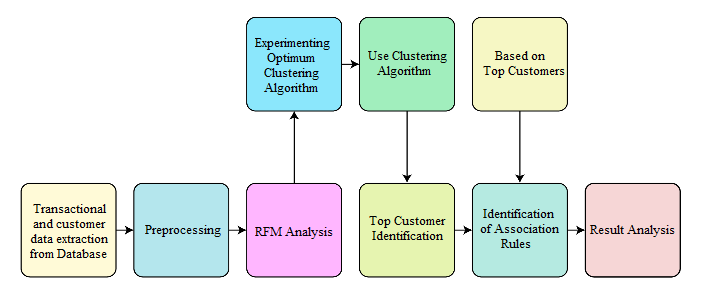 Experimenting
Optimum
Clustering
Algorithm
Use Clustering
Algorithm
Based on
Top Customers
Transactional
and customer
data extraction
from Database
Preprocessing
RFM Analysis
Top Customer
Identification
Identification
of Association
Rules
Result Analysis